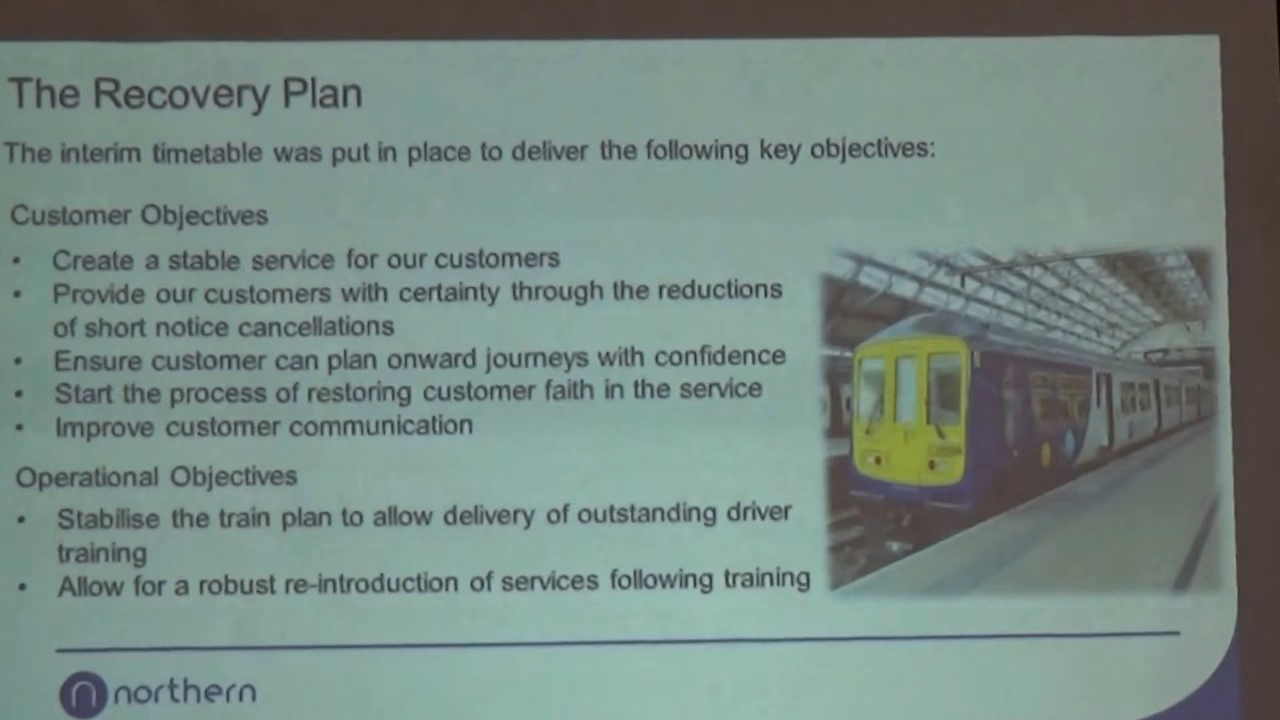 The Recovery Plan
The interim timetable was put in place to deliver the following key objectives:
Customer Objectives
• Create a stable service for our customers
• Provide our customers with certainty through the reductions
of short notice cancellations
• Ensure customer can plan onward journeys with confidence
• Start the process of restoring customer faith in the service
• Improve customer communication
Operational Objectives
• Stabilise the train plan to allow delivery of outstanding driver
training
• Allow for a robust re-introduction of services following training
n northern